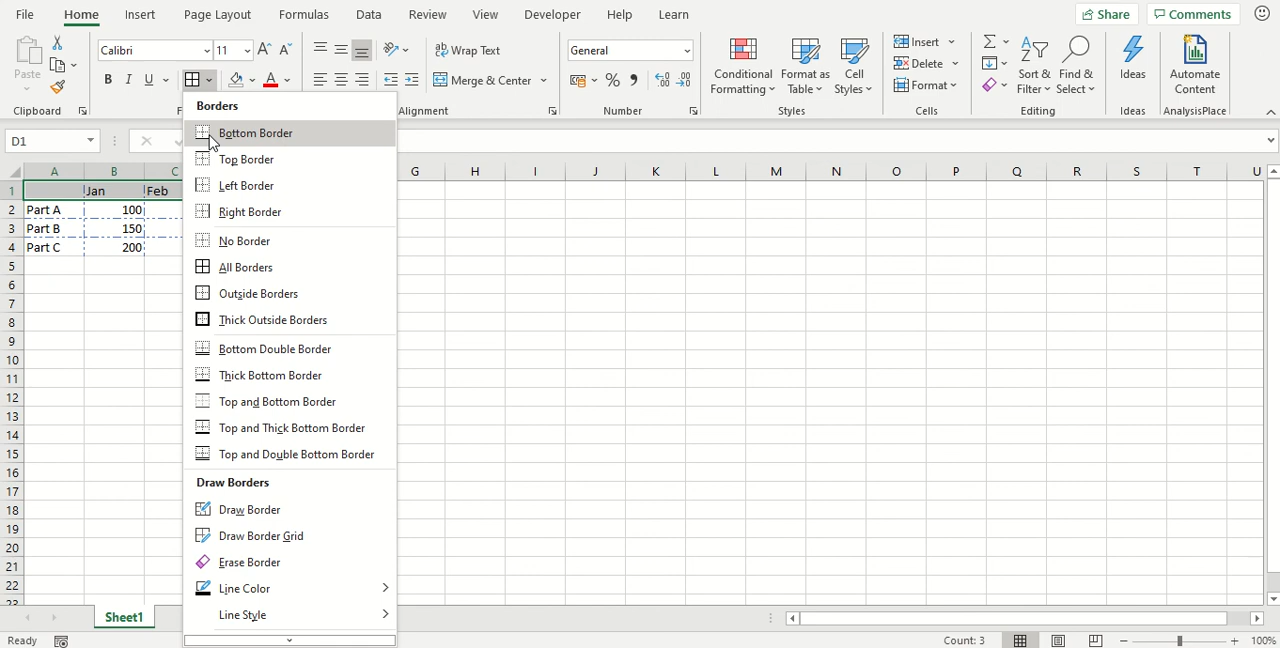 File Home Insert Page Layout Formulas Data Review View Developer Help Learn Share Comments
Paste Calibri 11 A A Wrap Text General Conditional Formatting Format as Table Cell Styles Insert Delete Format Sort & Filter Find & Select Ideas Automate Content
B I U A Merge & Center % 
Clipboard F Alignment Number Styles Cells Editing Ideas AnalysisPlace
D1
Borders
Bottom Border
Top Border
Left Border
Right Border
No Border
All Borders
Outside Borders
Thick Outside Borders
Bottom Double Border
Thick Bottom Border
Top and Bottom Border
Top and Thick Bottom Border
Top and Double Bottom Border
Draw Borders
Draw Border
Draw Border Grid
Erase Border
Line Color
Line Style
A B C G H I J K L M N O P Q R S T U
1 Jan Feb
2 Part A 100
3 Part B 150
4 Part C 200
5
6
7
8
9
10
11
12
13
14
15
16
17
18
19
20
21
22
23
Sheet1
Ready Count: 3 100%